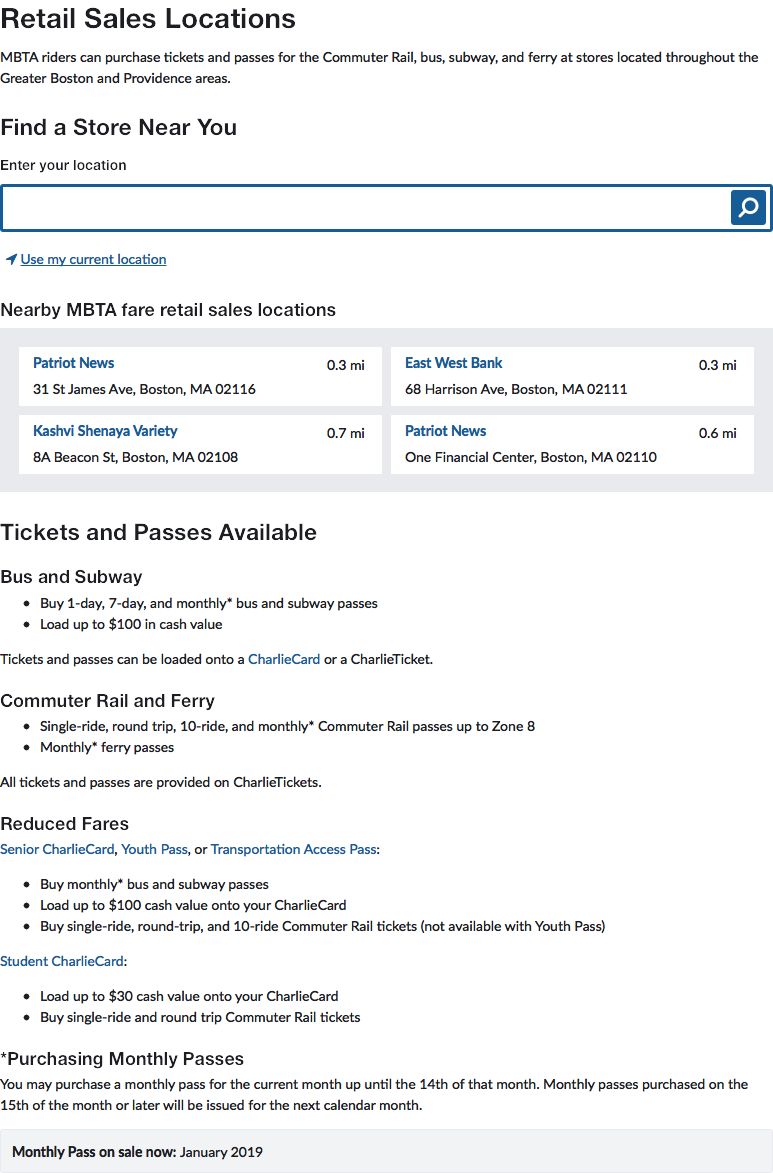 Retail Sales Locations
MBTA riders can purchase tickets and passes for the Commuter Rail, bus, subway, and ferry at stores located throughout the
Greater Boston and Providence areas.
Find a Store Near You
Enter your location
Use my current location
Nearby MBTA fare retail sales locations
Patriot News 0.3 mi
31 St James Ave, Boston, MA 02116
East West Bank 0.3 mi
68 Harrison Ave, Boston, MA 02111
Kashvi Shenaya Variety 0.7 mi
8A Beacon St, Boston, MA 02108
Patriot News 0.6 mi
One Financial Center, Boston, MA 02110
Tickets and Passes Available
Bus and Subway
• Buy 1-day, 7-day, and monthly* bus and subway passes
• Load up to $100 in cash value
Tickets and passes can be loaded onto a CharlieCard or a CharlieTicket.
Commuter Rail and Ferry
• Single-ride, round trip, 10-ride, and monthly* Commuter Rail passes up to Zone 8
• Monthly* ferry passes
All tickets and passes are provided on CharlieTickets.
Reduced Fares
Senior CharlieCard, Youth Pass, or Transportation Access Pass:
• Buy monthly* bus and subway passes
• Load up to $100 cash value onto your CharlieCard
• Buy single-ride, round-trip, and 10-ride Commuter Rail tickets (not available with Youth Pass)
Student CharlieCard:
• Load up to $30 cash value onto your CharlieCard
• Buy single-ride and round trip Commuter Rail tickets
*Purchasing Monthly Passes
You may purchase a monthly pass for the current month up until the 14th of that month. Monthly passes purchased on the
15th of the month or later will be issued for the next calendar month.
Monthly Pass on sale now: January 2019